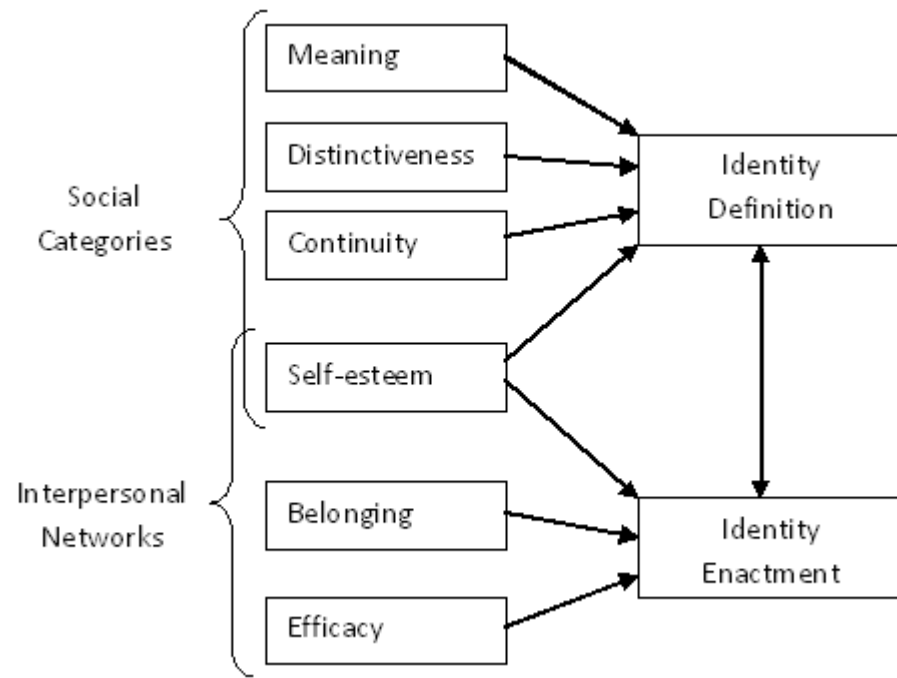 Meaning
Distinctiveness
Social
Categories
Continuity
Self-esteem
Interpersonal
Networks
Belonging
Efficacy
Identity
Definition
Identity
Enactment